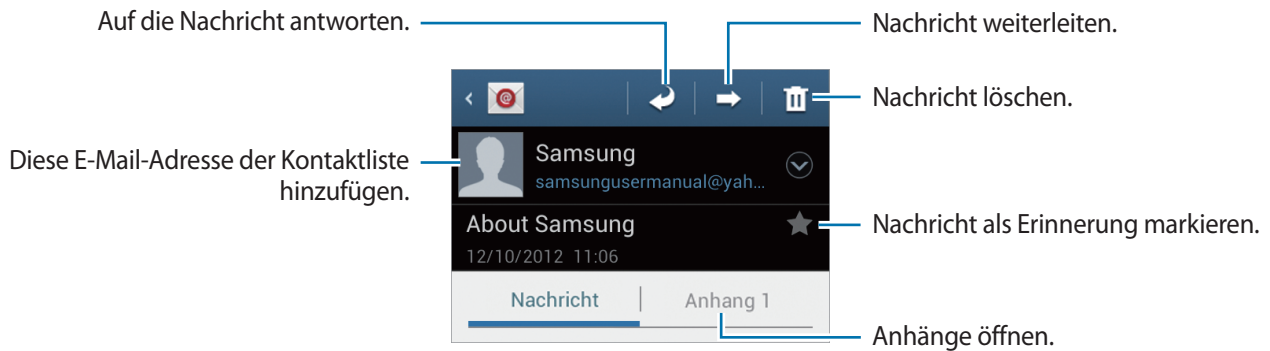 Auf die Nachricht antworten.
Nachricht weiterleiten.
Nachricht löschen.
Diese E-Mail-Adresse der Kontaktliste
hinzufügen.
Samsung
samsungusermanual@yah...
About Samsung
12/10/2012 11:06
Nachricht als Erinnerung markieren.
Nachricht
Anhang 1
Anhänge öffnen.